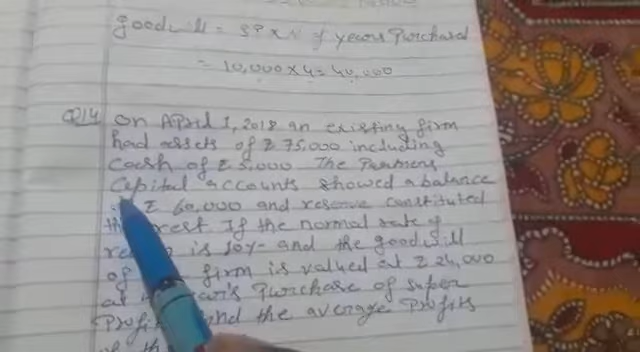 goodwill = SP x N of years Purchased
= 10,000 x 4 = 40,000
Q14 On April 1, 2018 an existing firm
had assets of ₹ 75,000 including
Cash of ₹ 5,000 The Partners
Capital accounts showed a balance
₹ 60,000 and reserve constituted
rest If the normal rate of
is 10% and the goodwill
of firm is valued at ₹ 24,000
at Purchase of super
Profit and the average Profits
of